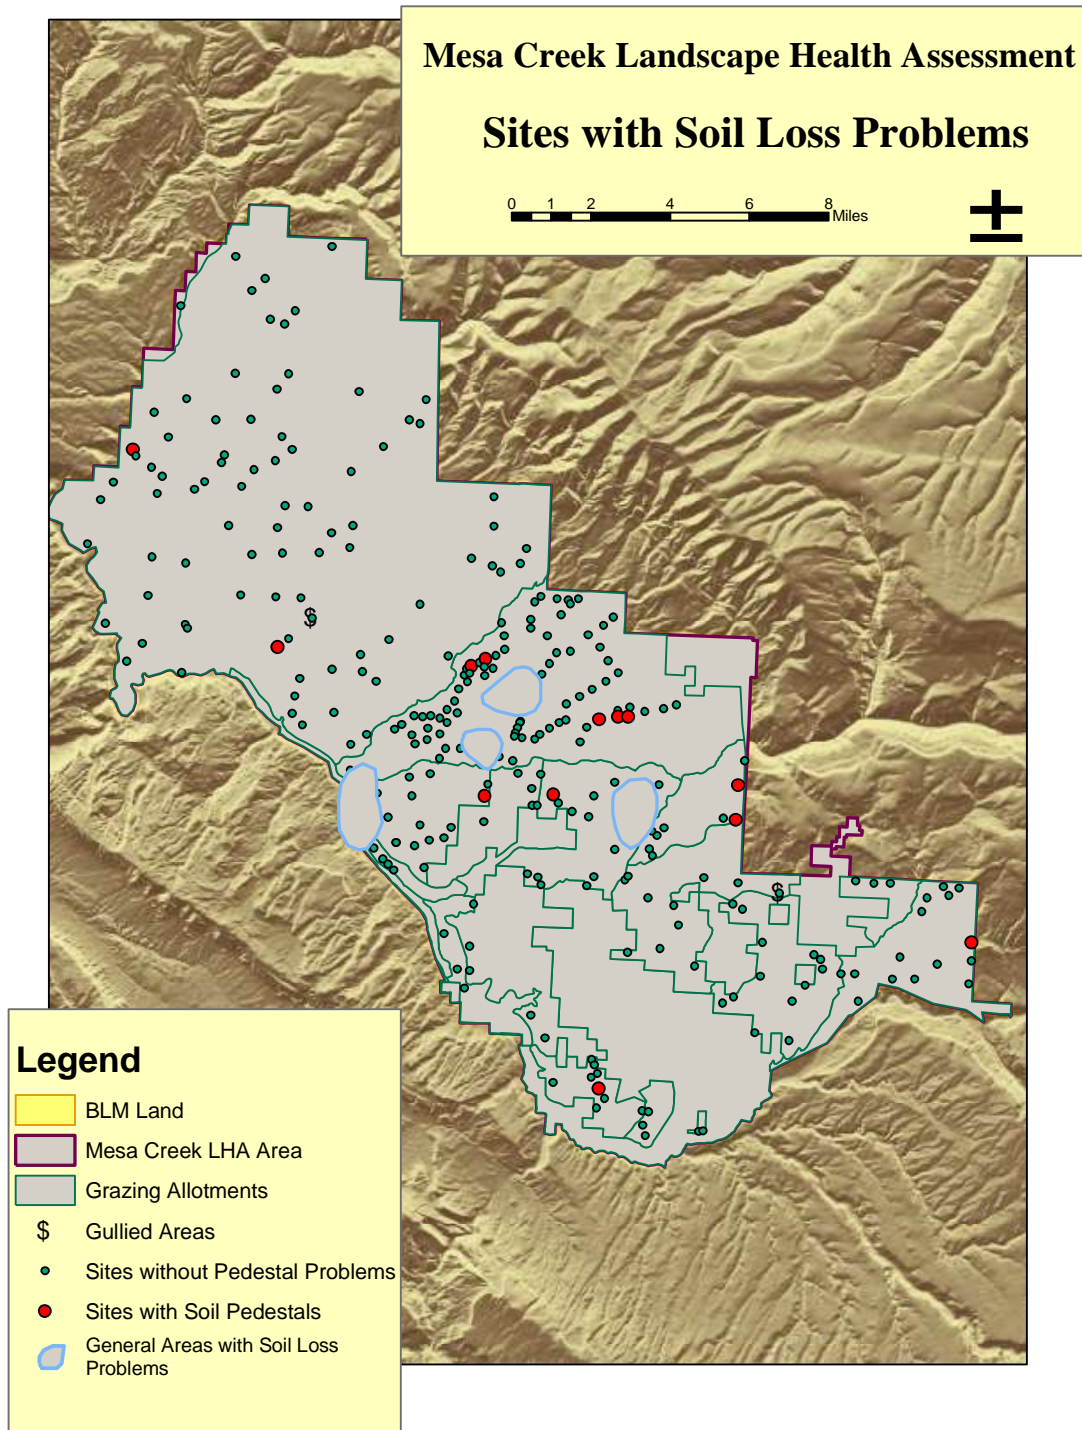 Mesa Creek Landscape Health Assessment
Sites with Soil Loss Problems
0 1 2 4 6 8
Miles
±
$
$
Legend
BLM Land
Mesa Creek LHA Area
Grazing Allotments
$ Gullied Areas
Sites without Pedestal Problems
Sites with Soil Pedestals
General Areas with Soil Loss
Problems